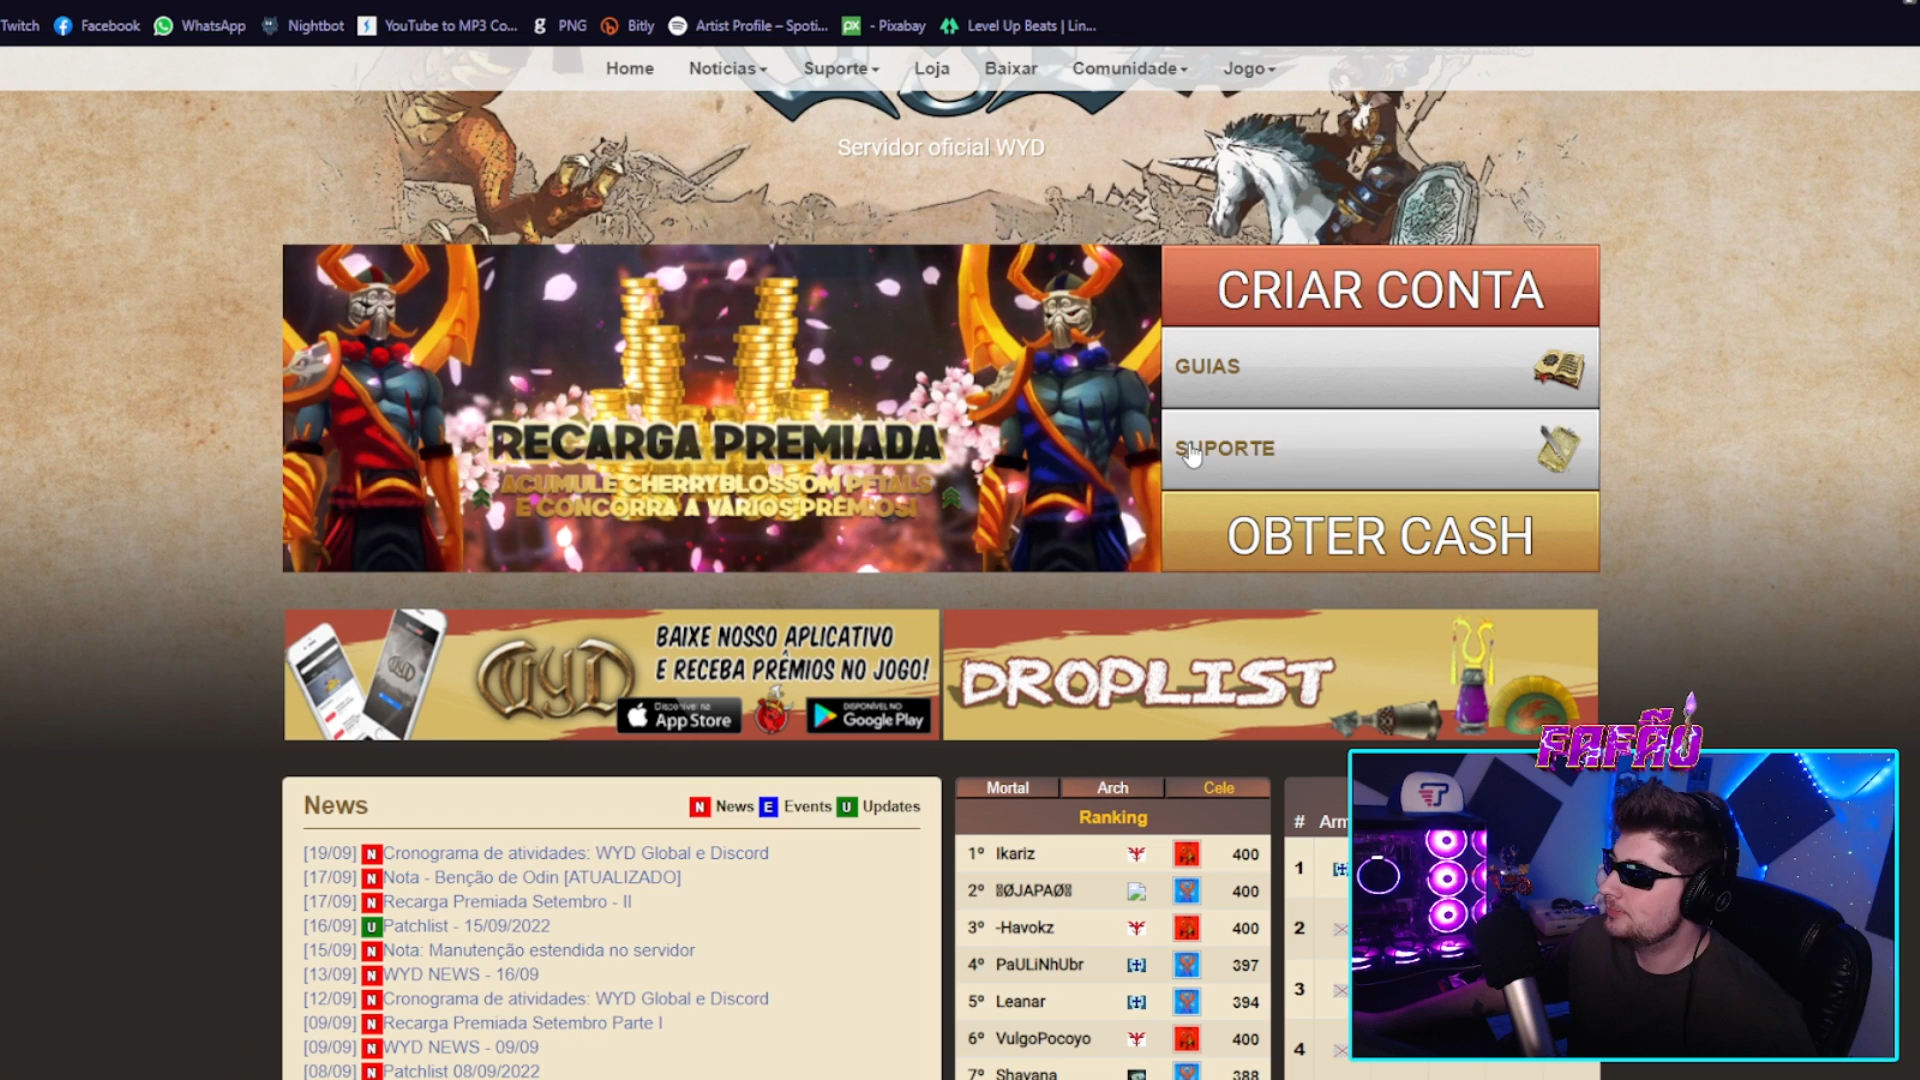 Twitch Facebook WhatsApp Nightbot YouTube to MP3 Co... PNG Bitly Artist Profile – Spoti... - Pixabay Level Up Beats | Lin...
Home Noticias Suporte Loja Baixar Comunidade Jogo
Servidor oficial WYD
RECARGA PREMIADA
ACUMULE CHERRYBLOSSOM PETALS
E CONCORRA A VÁRIOS PRÊMIOS!
CRIAR CONTA
GUIAS
SUPORTE
OBTER CASH
WYD
BAIXE NOSSO APLICATIVO
E RECEBA PRÊMIOS NO JOGO!
Disponível na App Store
DISPONÍVEL NO Google Play
DROPLIST
FAFÃO
News
N News E Events U Updates
[19/09] N Cronograma de atividades: WYD Global e Discord
[17/09] N Nota - Benção de Odin [ATUALIZADO]
[17/09] N Recarga Premiada Setembro - II
[16/09] U Patchlist - 15/09/2022
[15/09] N Nota: Manutenção estendida no servidor
[13/09] N WYD NEWS - 16/09
[12/09] N Cronograma de atividades: WYD Global e Discord
[09/09] N Recarga Premiada Setembro Parte I
[09/09] N WYD NEWS - 09/09
[08/09] N Patchlist 08/09/2022
Mortal Arch Cele
Ranking
1º Ikariz 400
2º ØJAPAØ 400
3º -Havokz 400
4º PaULiNhUbr 397
5º Leanar 394
6º VulgoPocoyo 400
7º Shayana 388
# Arm
1
2
3
4